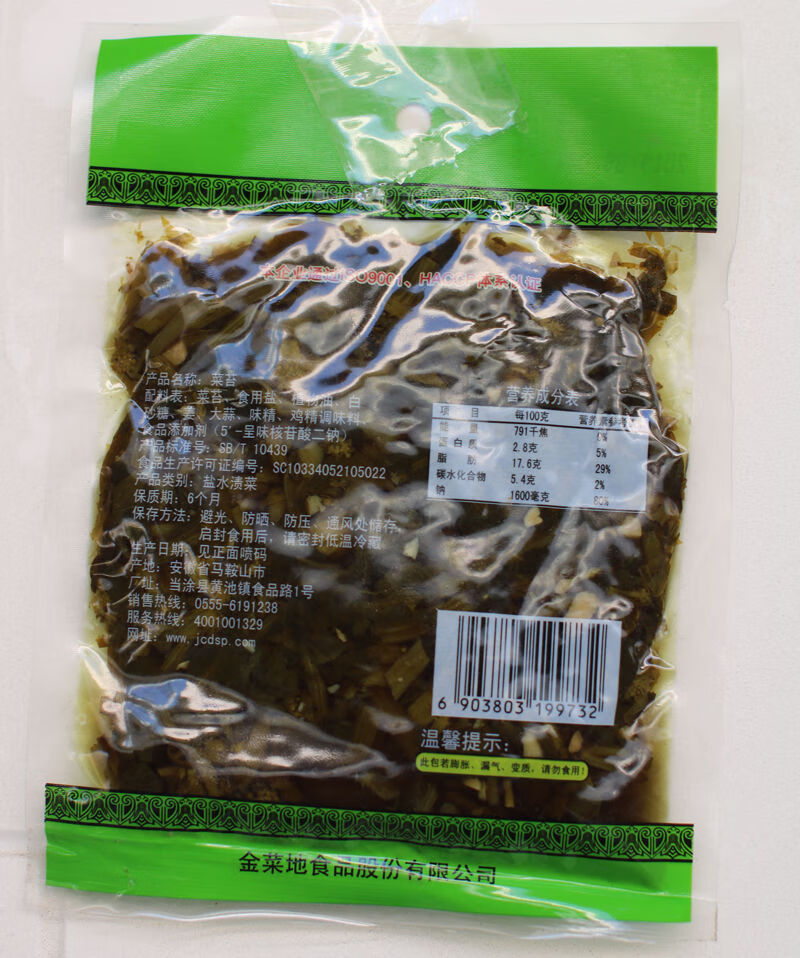 本企业通过ISO9001、HACCP体系认证
产品名称：菜苔
配料表：菜苔、食用盐、植物油、白
砂糖、姜、大蒜、味精、鸡精调味料、
食品添加剂（5′-呈味核苷酸二钠）
产品标准号：SB/T 10439
食品生产许可证编号：SC10334052105022
产品类别：盐水渍菜
保质期：6个月
保存方法：避光、防晒、防压、通风处储存，
启封食用后，请密封低温冷藏
生产日期：见正面喷码
产地：安徽省马鞍山市
厂址：当涂县黄池镇食品路1号
销售热线：0555-6191238
服务热线：4001001329
网址：www.jcdsp.com
营养成分表
项 目 每100克 营养素参考
能 量 791千焦 9%
蛋白质 2.8克 5%
脂 肪 17.6克 29%
碳水化合物 5.4克 2%
钠 1600毫克 80%
6 903803 199732
温馨提示：
此包若膨胀、漏气、变质，请勿食用！
金菜地食品股份有限公司